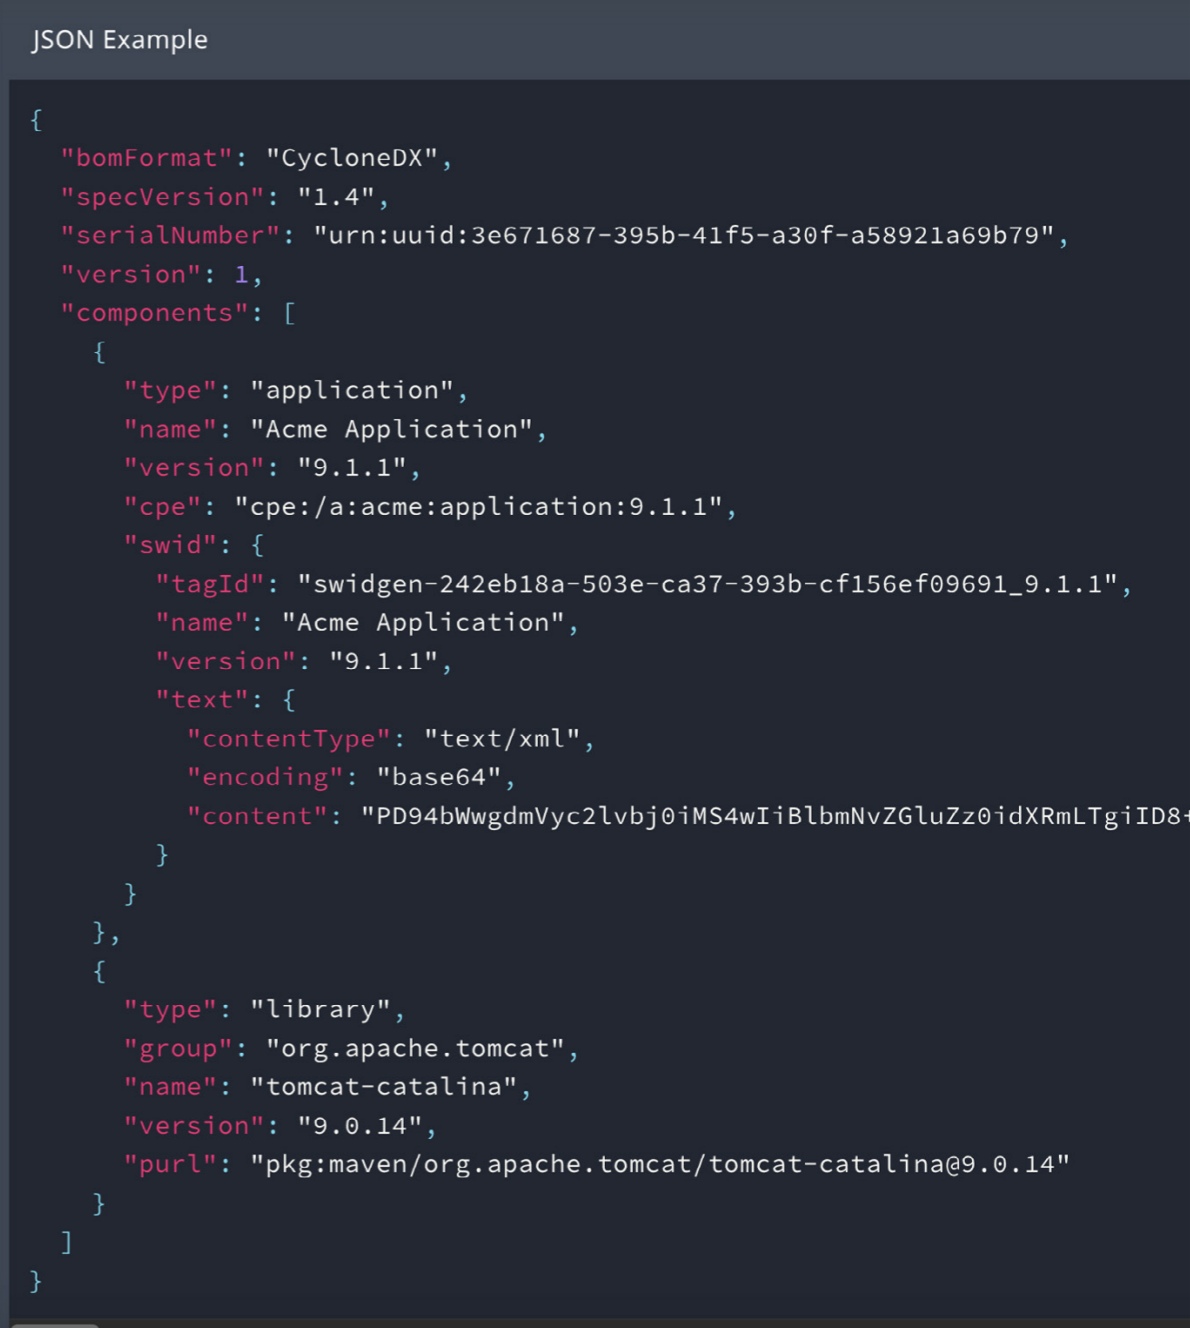 JSON Example
{
"bomFormat": "CycloneDX",
"specVersion": "1.4",
"serialNumber": "urn:uuid:3e671687-395b-41f5-a30f-a58921a69b79",
"version": 1,
"components": [
{
"type": "application",
"name": "Acme Application",
"version": "9.1.1",
"cpe": "cpe:/a:acme:application:9.1.1",
"swid": {
"tagId": "swidgen-242eb18a-503e-ca37-393b-cf156ef09691_9.1.1",
"name": "Acme Application",
"version": "9.1.1",
"text": {
"contentType": "text/xml",
"encoding": "base64",
"content": "PD94bWwgdmVyc2lvbj0iMS4wIiBlbmNvZGluZz0idXRmLTgiID8+
}
}
},
{
"type": "library",
"group": "org.apache.tomcat",
"name": "tomcat-catalina",
"version": "9.0.14",
"purl": "pkg:maven/org.apache.tomcat/tomcat-catalina@9.0.14"
}
]
}